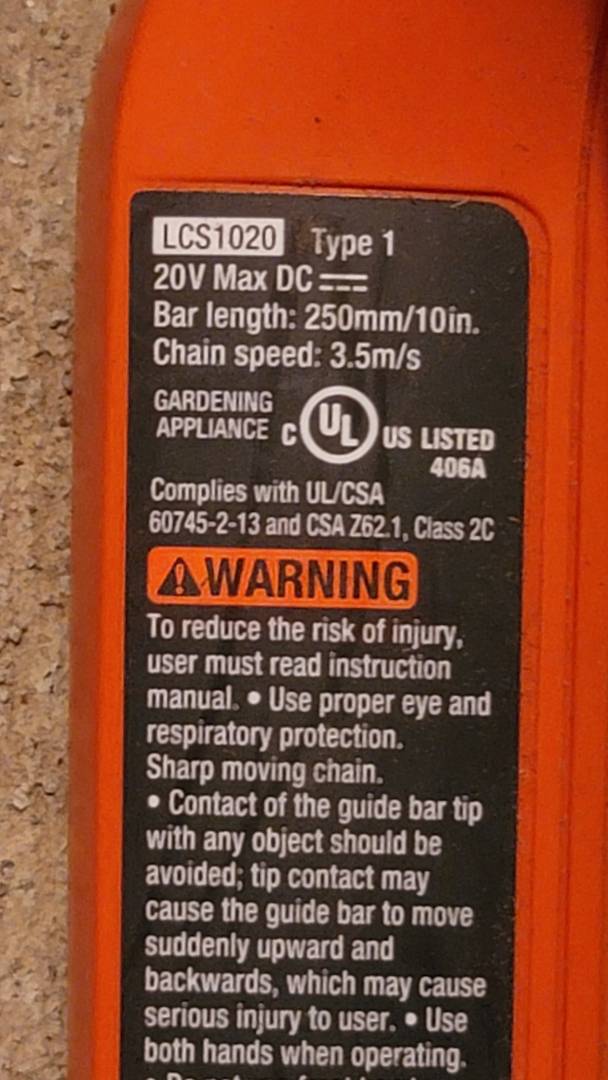 LCS1020 Type 1
20V Max DC ⎓
Bar length: 250mm/10in.
Chain speed: 3.5m/s
GARDENING
APPLIANCE C UL US LISTED
406A
Complies with UL/CSA
60745-2-13 and CSA Z62.1, Class 2C
⚠WARNING
To reduce the risk of injury,
user must read instruction
manual. • Use proper eye and
respiratory protection.
Sharp moving chain.
• Contact of the guide bar tip
with any object should be
avoided; tip contact may
cause the guide bar to move
suddenly upward and
backwards, which may cause
serious injury to user. • Use
both hands when operating.